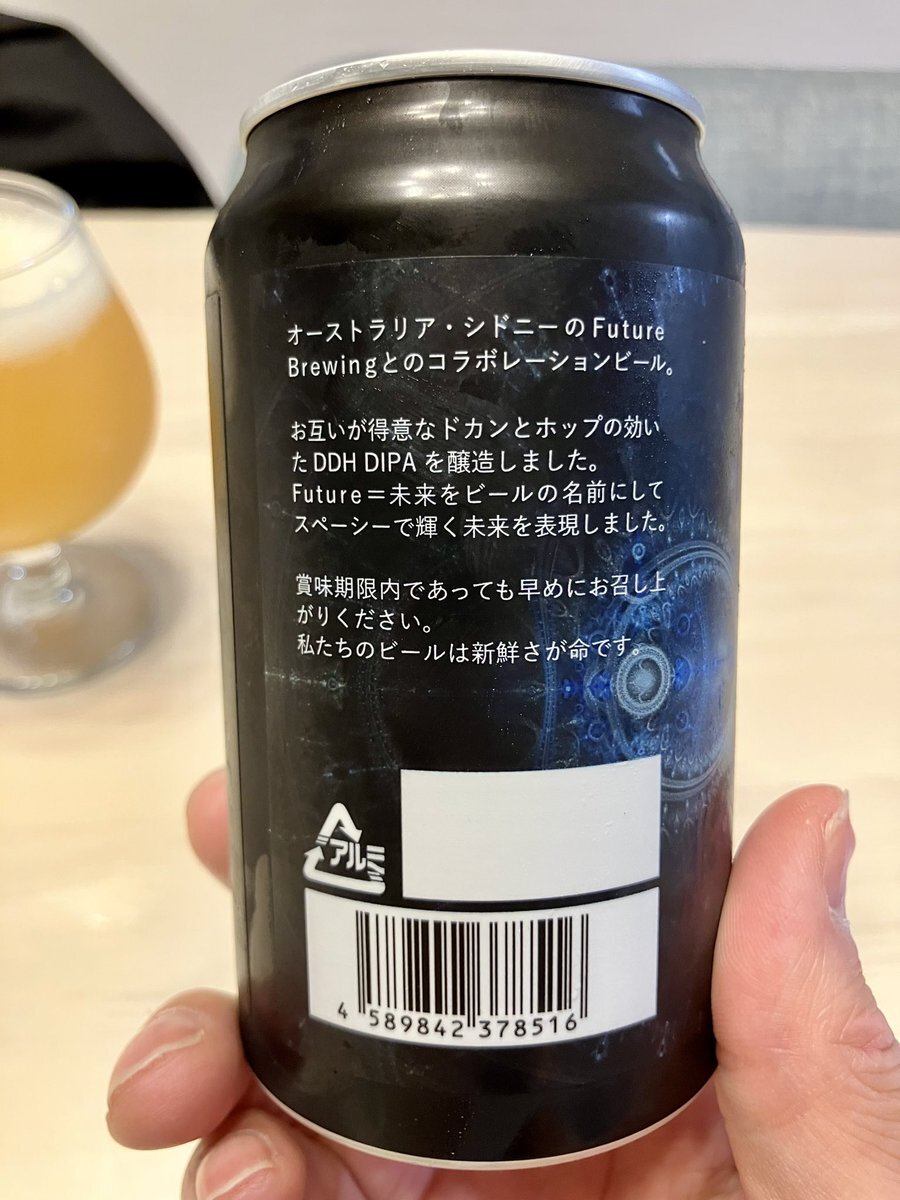 オーストラリア・シドニーのFuture
Brewingとのコラボレーションビール。
お互いが得意なドカンとホップの効い
たDDH DIPAを醸造しました。
Future＝未来をビールの名前にして
スペーシーで輝く未来を表現しました。
賞味期限内であっても早めにお召し上
がりください。
私たちのビールは新鮮さが命です。
アルミ
4 589842 378516